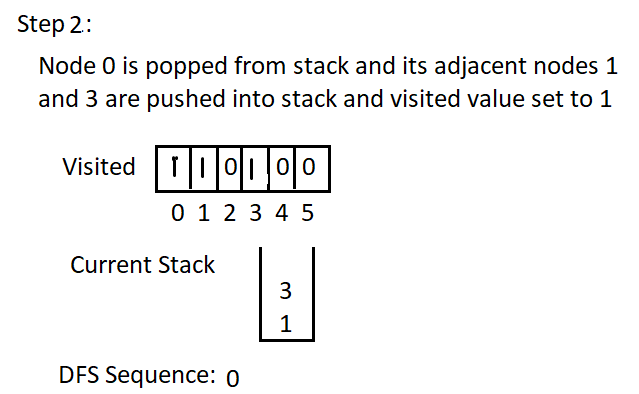 Step 2:
Node 0 is popped from stack and its adjacent nodes 1
and 3 are pushed into stack and visited value set to 1
Visited 1 1 0 1 0 0
0 1 2 3 4 5
Current Stack
3
1
DFS Sequence: 0